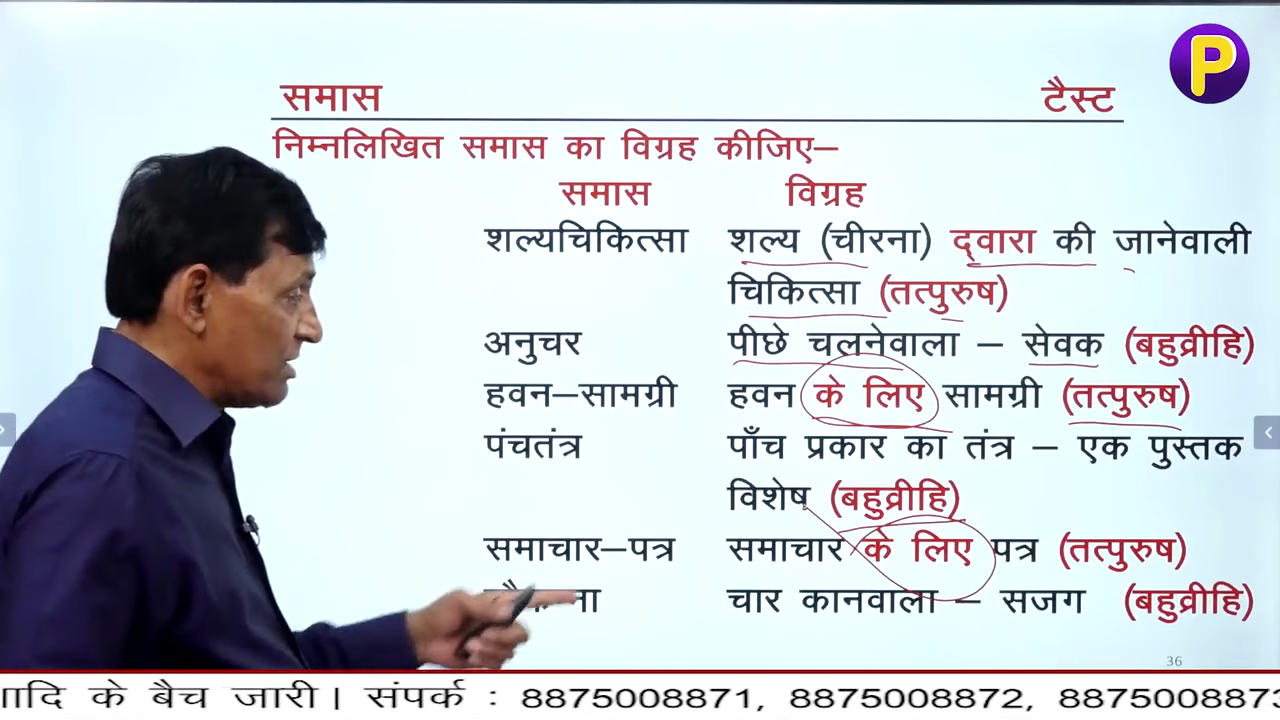 P
समास टैस्ट
निम्नलिखित समास का विग्रह कीजिए—
समास विग्रह
शल्यचिकित्सा शल्य (चीरना) द्वारा की जानेवाली
चिकित्सा (तत्पुरुष)
अनुचर पीछे चलनेवाला – सेवक (बहुव्रीहि)
हवन–सामग्री हवन के लिए सामग्री (तत्पुरुष)
पंचतंत्र पाँच प्रकार का तंत्र – एक पुस्तक
विशेष (बहुव्रीहि)
समाचार–पत्र समाचार के लिए पत्र (तत्पुरुष)
चार कानवाला – सजग (बहुव्रीहि)
36
के बैच जारी। संपर्क : 8875008871, 8875008872, 8875008873